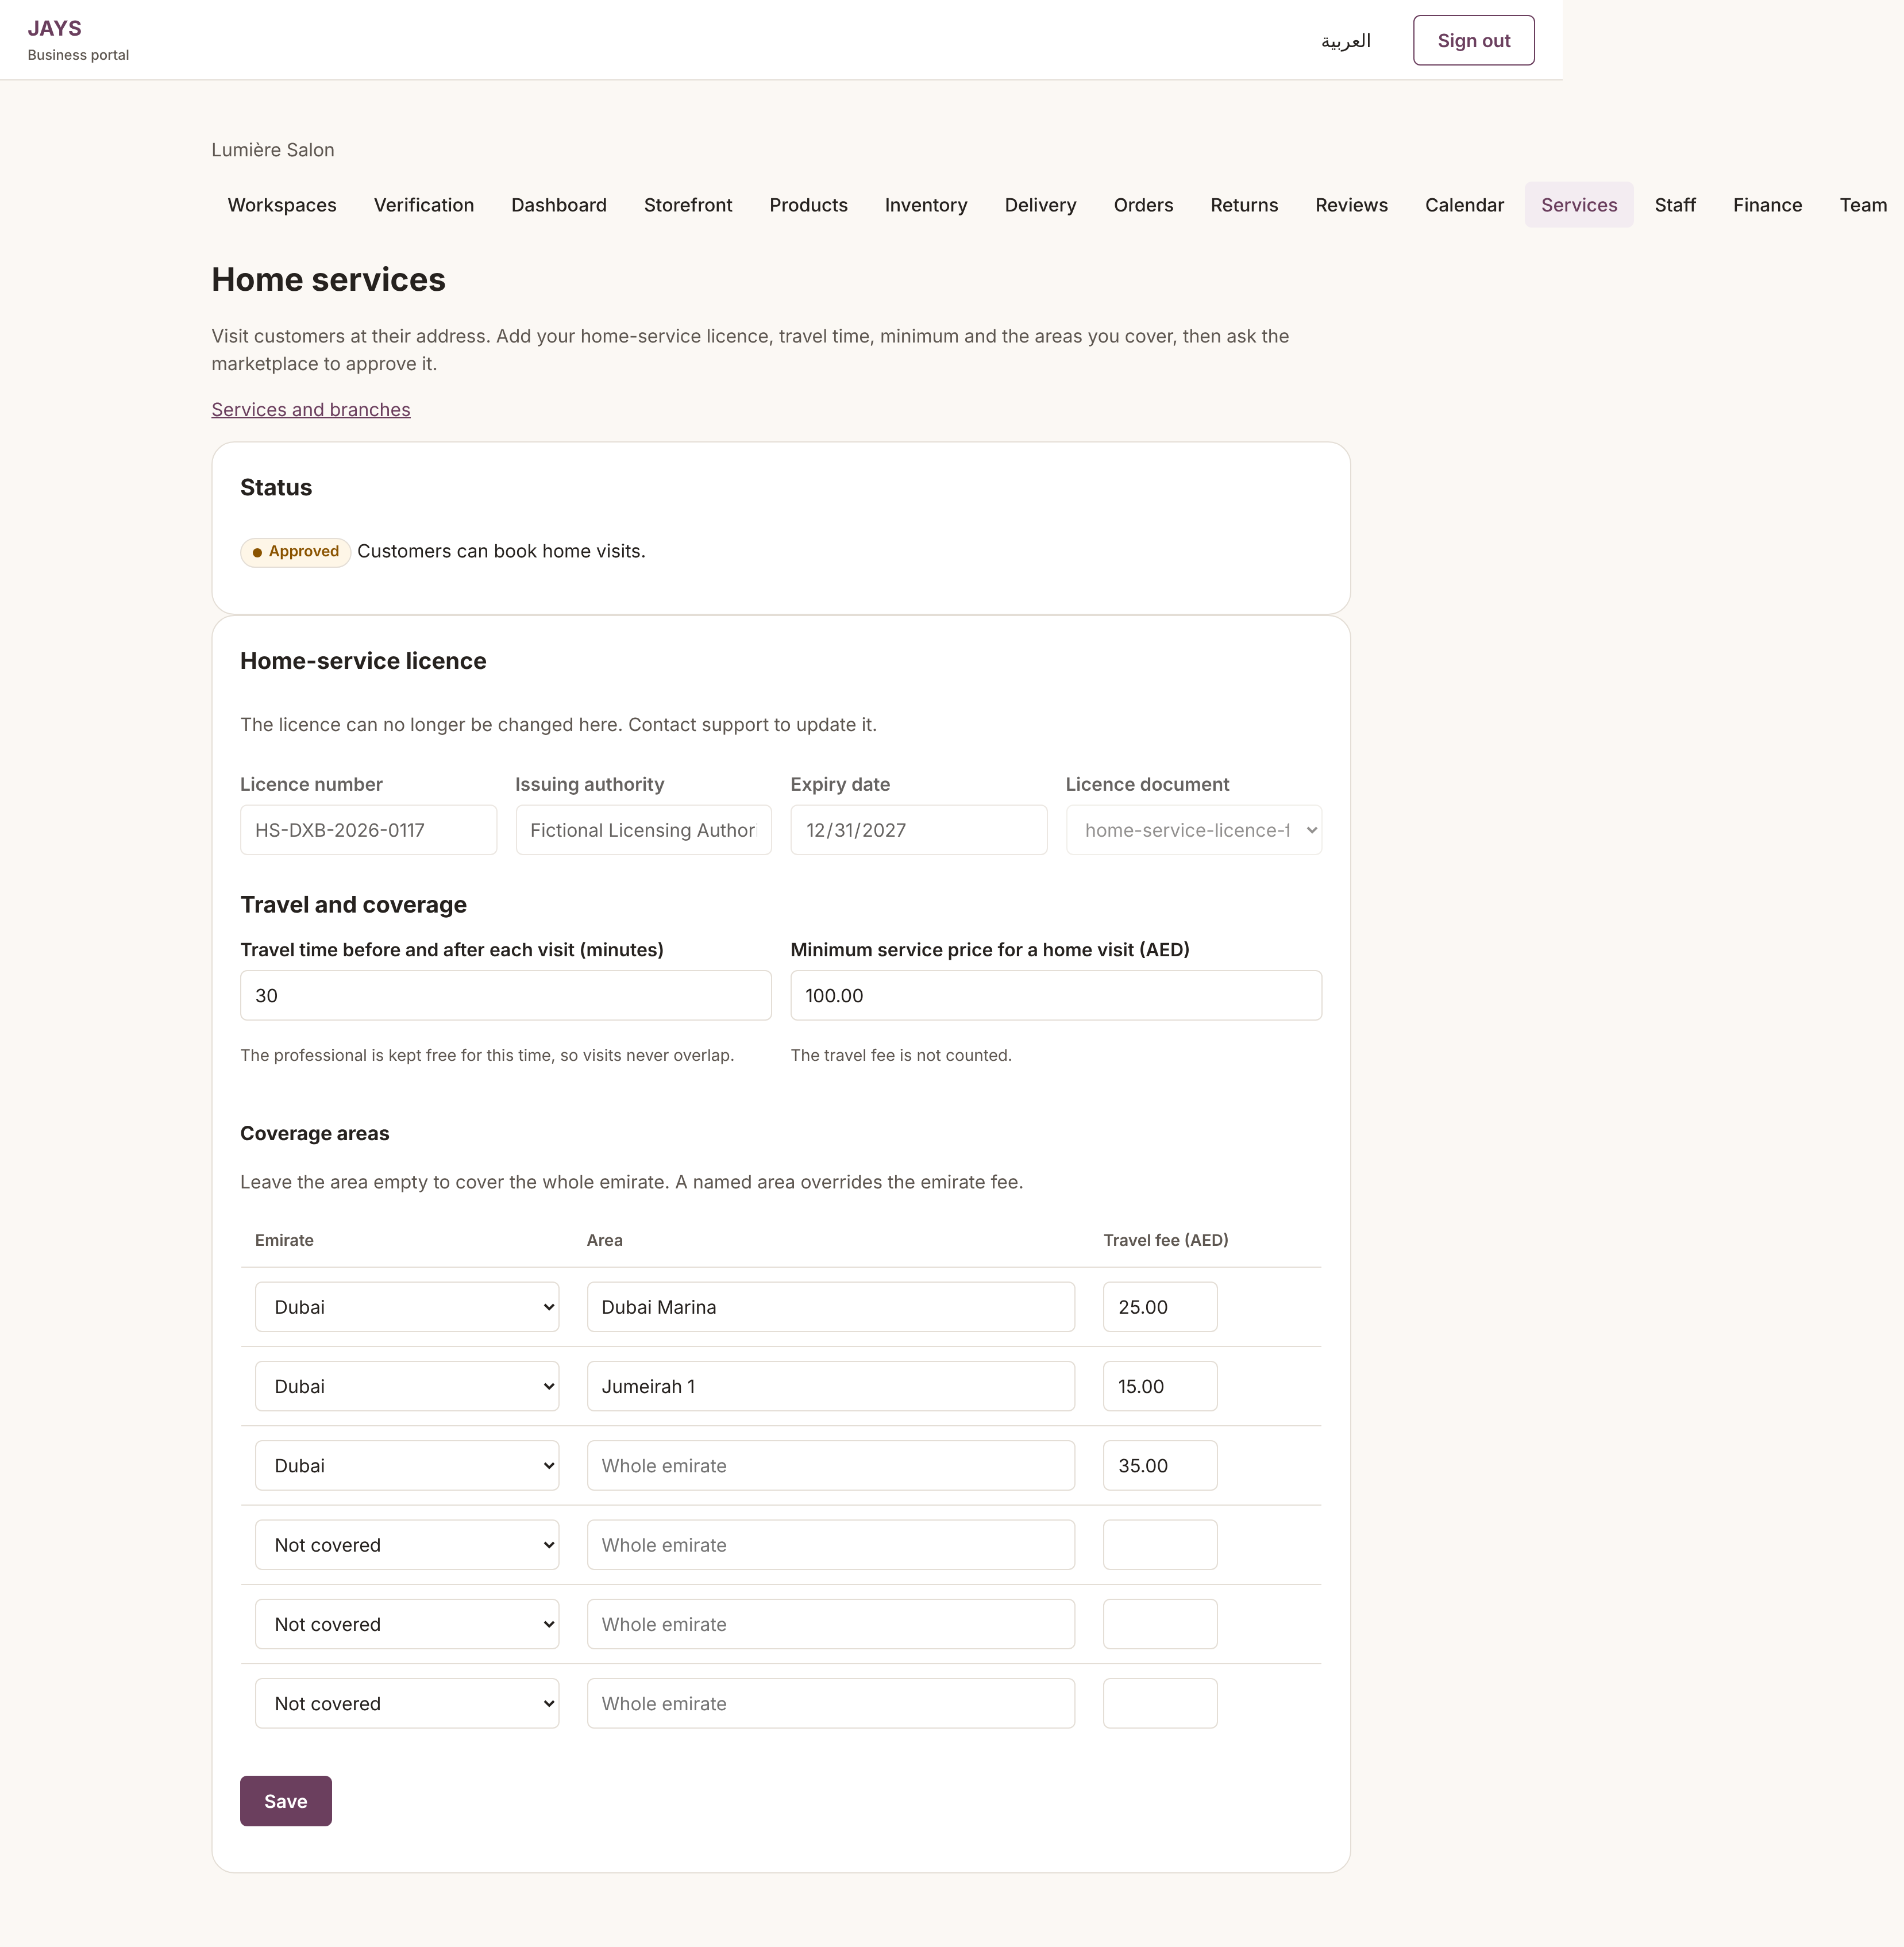 JAYS
Business portal
العربية
Sign out
Lumière Salon
Workspaces Verification Dashboard Storefront Products Inventory Delivery Orders Returns Reviews Calendar Services Staff Finance Team
Home services
Visit customers at their address. Add your home-service licence, travel time, minimum and the areas you cover, then ask the
marketplace to approve it.
Services and branches
Status
Approved Customers can book home visits.
Home-service licence
The licence can no longer be changed here. Contact support to update it.
Licence number Issuing authority Expiry date Licence document
HS-DXB-2026-0117 Fictional Licensing Authori 12/31/2027 home-service-licence-f
Travel and coverage
Travel time before and after each visit (minutes) Minimum service price for a home visit (AED)
30 100.00
The professional is kept free for this time, so visits never overlap. The travel fee is not counted.
Coverage areas
Leave the area empty to cover the whole emirate. A named area overrides the emirate fee.
Emirate Area Travel fee (AED)
Dubai Dubai Marina 25.00
Dubai Jumeirah 1 15.00
Dubai Whole emirate 35.00
Not covered Whole emirate
Not covered Whole emirate
Not covered Whole emirate
Save